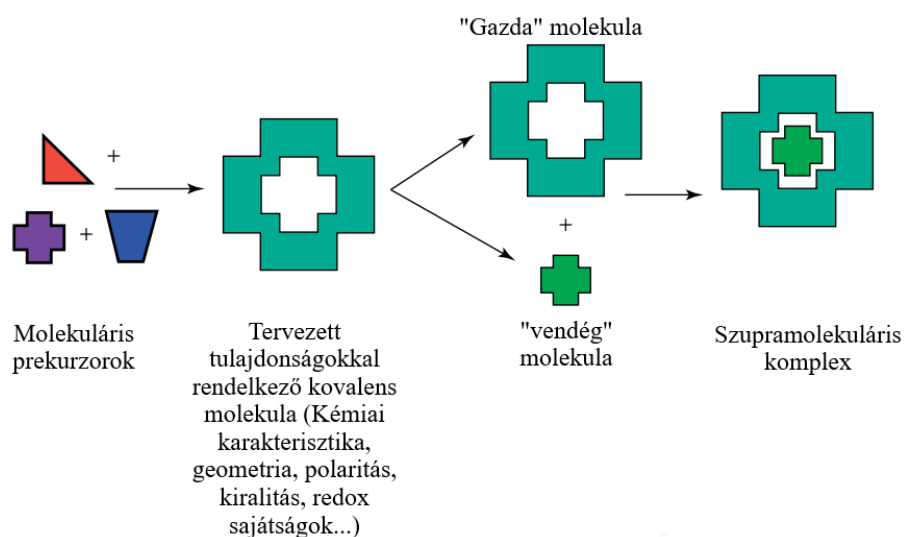 "Gazda" molekula
+
+
+
Molekuláris
prekurzorok
Tervezett
tulajdonságokkal
rendelkező kovalens
molekula (Kémiai
karakterisztika,
geometria, polaritás,
kiralitás, redox
sajátságok...)
"vendég"
molekula
Szupramolekuláris
komplex